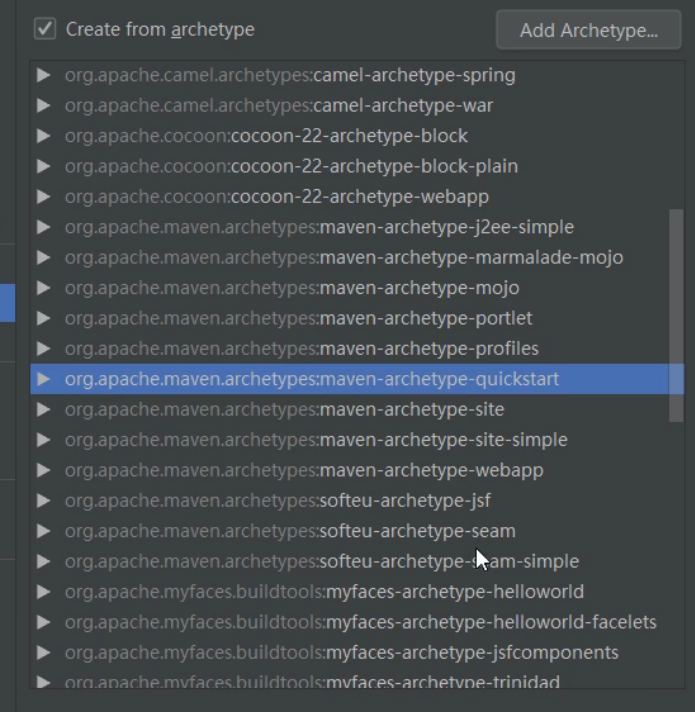 Create from archetype
Add Archetype...
org.apache.camel.archetypes:camel-archetype-spring
org.apache.camel.archetypes:camel-archetype-war
org.apache.cocoon:cocoon-22-archetype-block
org.apache.cocoon:cocoon-22-archetype-block-plain
org.apache.cocoon:cocoon-22-archetype-webapp
org.apache.maven.archetypes:maven-archetype-j2ee-simple
org.apache.maven.archetypes:maven-archetype-marmalade-mojo
org.apache.maven.archetypes:maven-archetype-mojo
org.apache.maven.archetypes:maven-archetype-portlet
org.apache.maven.archetypes:maven-archetype-profiles
org.apache.maven.archetypes:maven-archetype-quickstart
org.apache.maven.archetypes:maven-archetype-site
org.apache.maven.archetypes:maven-archetype-site-simple
org.apache.maven.archetypes:maven-archetype-webapp
org.apache.maven.archetypes:softeu-archetype-jsf
org.apache.maven.archetypes:softeu-archetype-seam
org.apache.maven.archetypes:softeu-archetype-seam-simple
org.apache.myfaces.buildtools:myfaces-archetype-helloworld
org.apache.myfaces.buildtools:myfaces-archetype-helloworld-facelets
org.apache.myfaces.buildtools:myfaces-archetype-jsfcomponents
org.apache.myfaces.buildtools:myfaces-archetype-trinidad